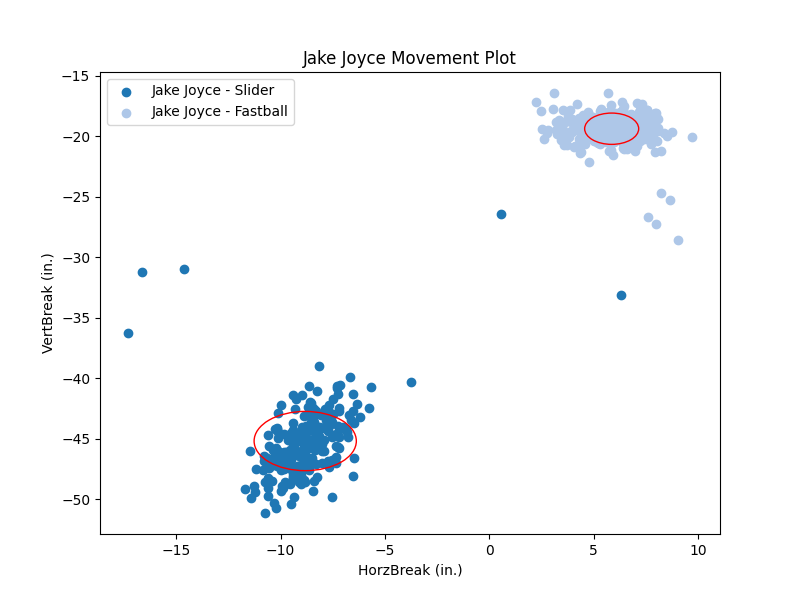 Jake Joyce Movement Plot
Jake Joyce - Slider
Jake Joyce - Fastball
VertBreak (in.)
−15
−20
−25
−30
−35
−40
−45
−50
−15
−10
−5
0
5
10
HorzBreak (in.)